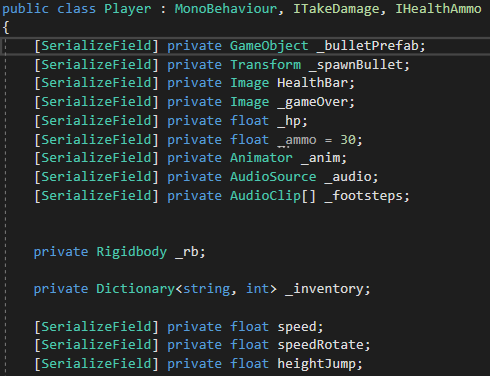 public class Player : MonoBehaviour, ITakeDamage, IHealthAmmo
{
[SerializeField] private GameObject _bulletPrefab;
[SerializeField] private Transform _spawnBullet;
[SerializeField] private Image HealthBar;
[SerializeField] private Image _gameOver;
[SerializeField] private float _hp;
[SerializeField] private float _ammo = 30;
[SerializeField] private Animator _anim;
[SerializeField] private AudioSource _audio;
[SerializeField] private AudioClip[] _footsteps;
private Rigidbody _rb;
private Dictionary<string, int> _inventory;
[SerializeField] private float speed;
[SerializeField] private float speedRotate;
[SerializeField] private float heightJump;